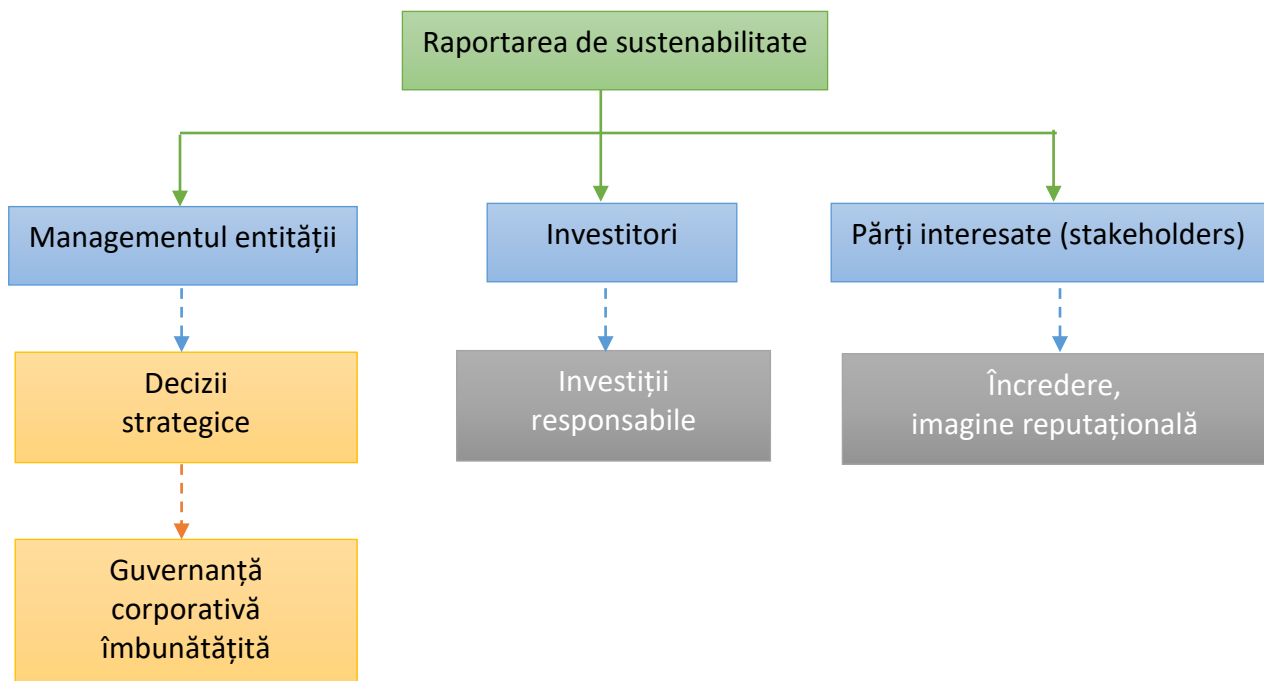 Raportarea de sustenabilitate
Managementul entității
Investitori
Părți interesate (stakeholders)
Decizii
strategice
Investiții
responsabile
Încredere,
imagine reputațională
Guvernanță
corporativă
îmbunătățită